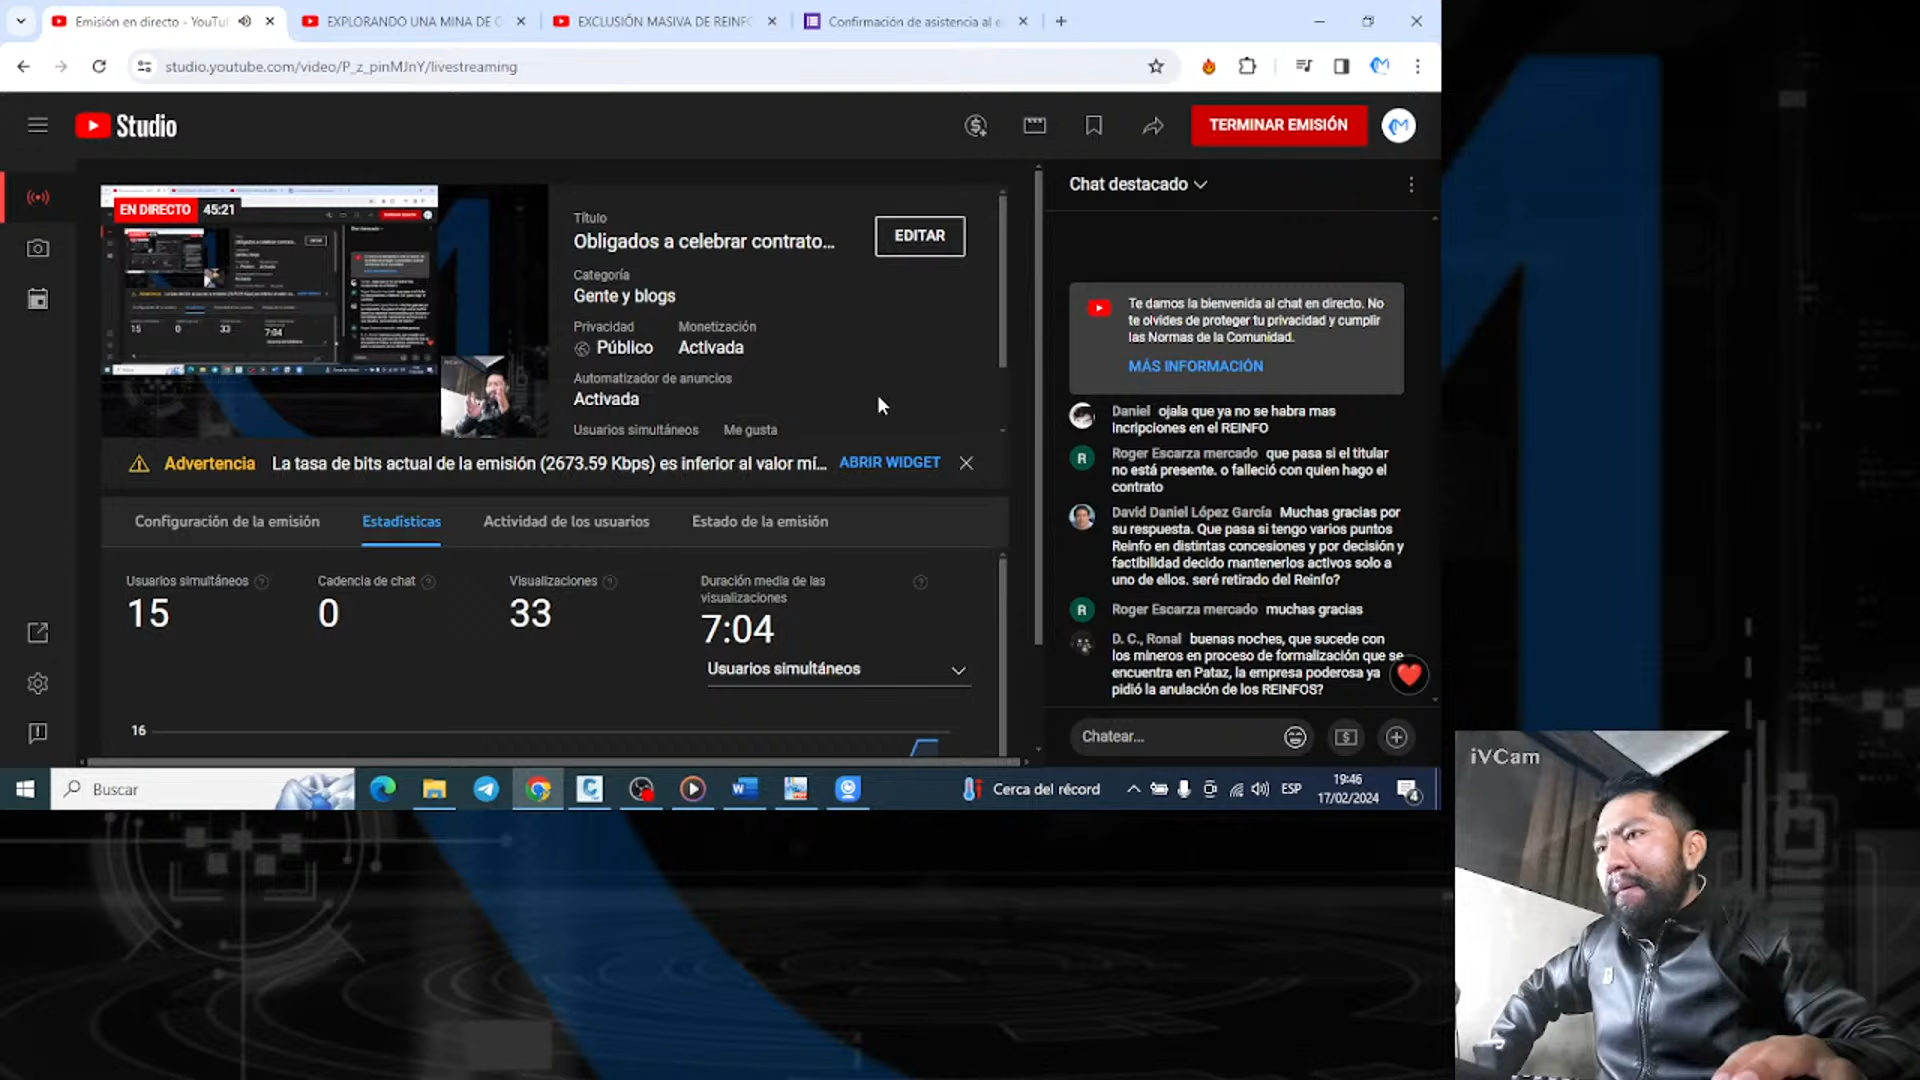 Emisión en directo - YouTu
EXPLORANDO UNA MINA DE
EXCLUSIÓN MASIVA DE REINFO
Confirmación de asistencia al e
studio.youtube.com/video/P_z_pinMJnY/livestreaming
Studio
TERMINAR EMISIÓN
EN DIRECTO 45:21
Título
Obligados a celebrar contrato...
EDITAR
Categoría
Gente y blogs
Privacidad Monetización
Público Activada
Automatizador de anuncios
Activada
Usuarios simultáneos Me gusta
Advertencia La tasa de bits actual de la emisión (2673.59 Kbps) es inferior al valor mí... ABRIR WIDGET
Configuración de la emisión Estadísticas Actividad de los usuarios Estado de la emisión
Usuarios simultáneos Cadencia de chat Visualizaciones Duración media de las
visualizaciones
15 0 33 7:04
Usuarios simultáneos
16
Chat destacado
Te damos la bienvenida al chat en directo. No
te olvides de proteger tu privacidad y cumplir
las Normas de la Comunidad.
MÁS INFORMACIÓN
Daniel ojala que ya no se habra mas
incripciones en el REINFO
R Roger Escarza mercado que pasa si el titular
no está presente. o falleció con quien hago el
contrato
David Daniel López García Muchas gracias por
su respuesta. Que pasa si tengo varios puntos
Reinfo en distintas concesiones y por decisión y
factibilidad decido mantenerlos activos solo a
uno de ellos. seré retirado del Reinfo?
R Roger Escarza mercado muchas gracias
D. C., Ronal buenas noches, que sucede con
los mineros en proceso de formalización que se
encuentra en Pataz, la empresa poderosa ya
pidió la anulación de los REINFOS?
Chatear...
Buscar
Cerca del récord
ESP
19:46
17/02/2024
4
iVCam